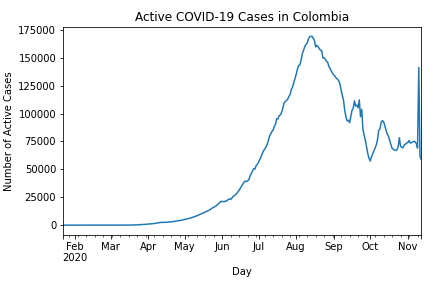 Active COVID-19 Cases in Colombia
Number of Active Cases
175000
150000
125000
100000
75000
50000
25000
0
Feb Mar Apr May Jun Jul Aug Sep Oct Nov
2020
Day